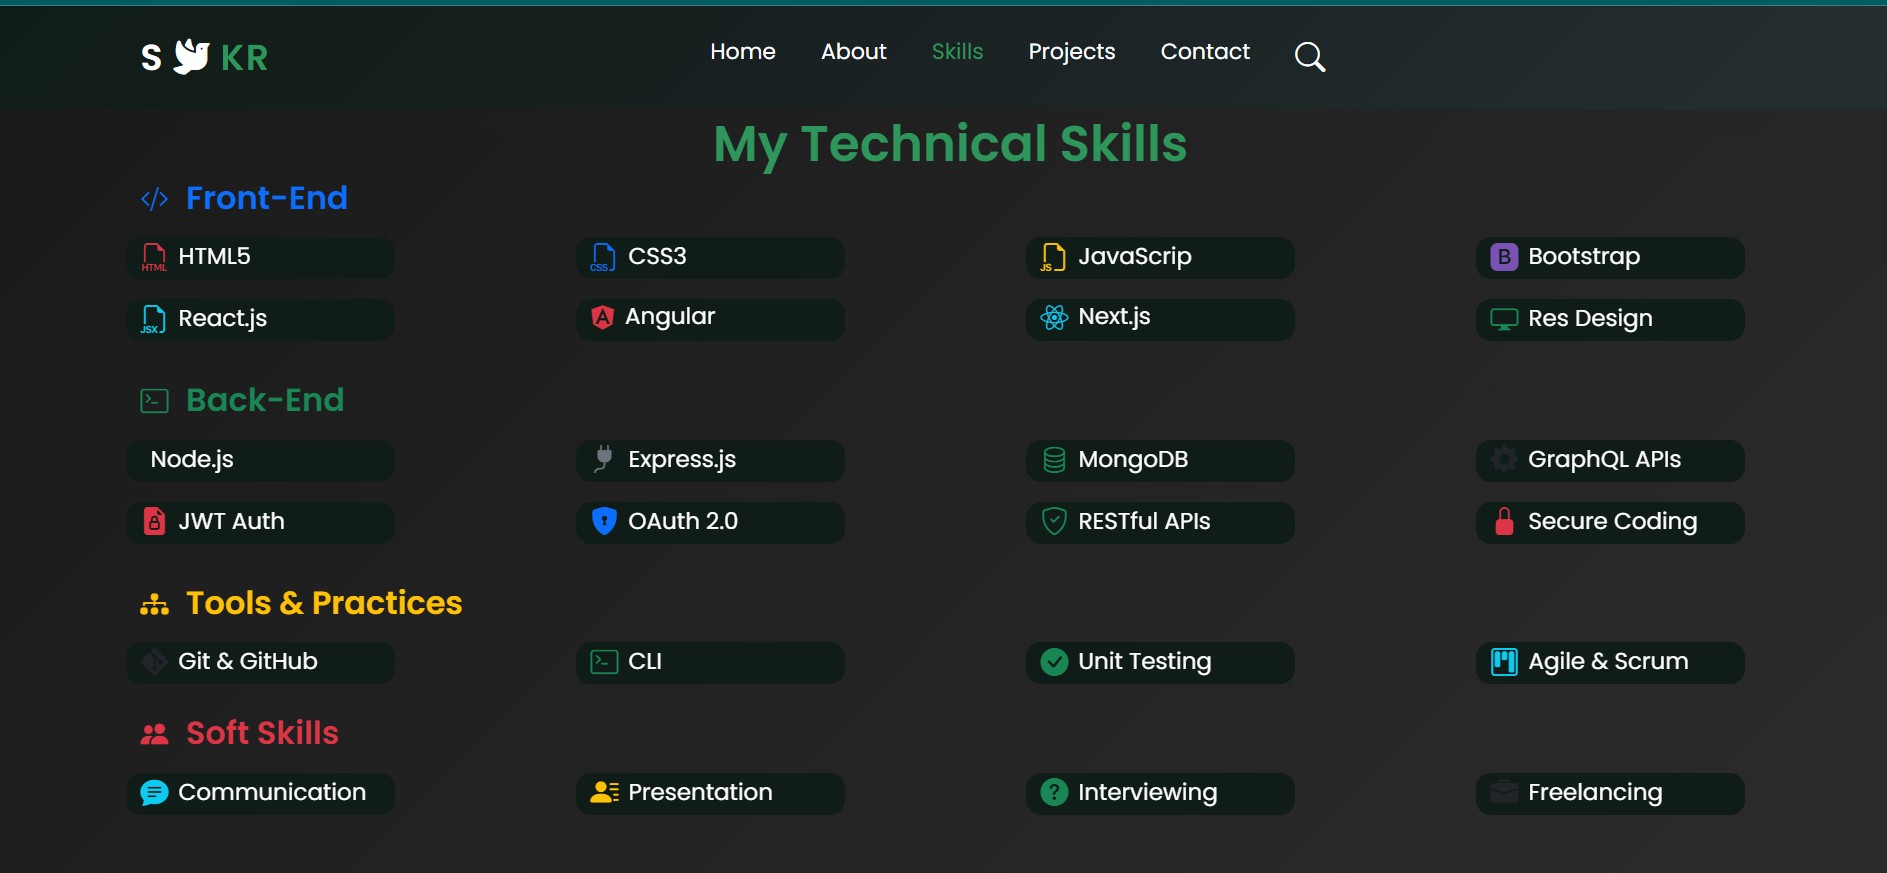 S KR
Home About Skills Projects Contact
My Technical Skills
</> Front-End
HTML HTML5
CSS CSS3
JS JavaScrip
B Bootstrap
JSX React.js
A Angular
Next.js
Res Design
>_ Back-End
Node.js
Express.js
MongoDB
GraphQL APIs
JWT Auth
OAuth 2.0
RESTful APIs
Secure Coding
Tools & Practices
Git & GitHub
>_ CLI
Unit Testing
Agile & Scrum
Soft Skills
Communication
Presentation
? Interviewing
Freelancing